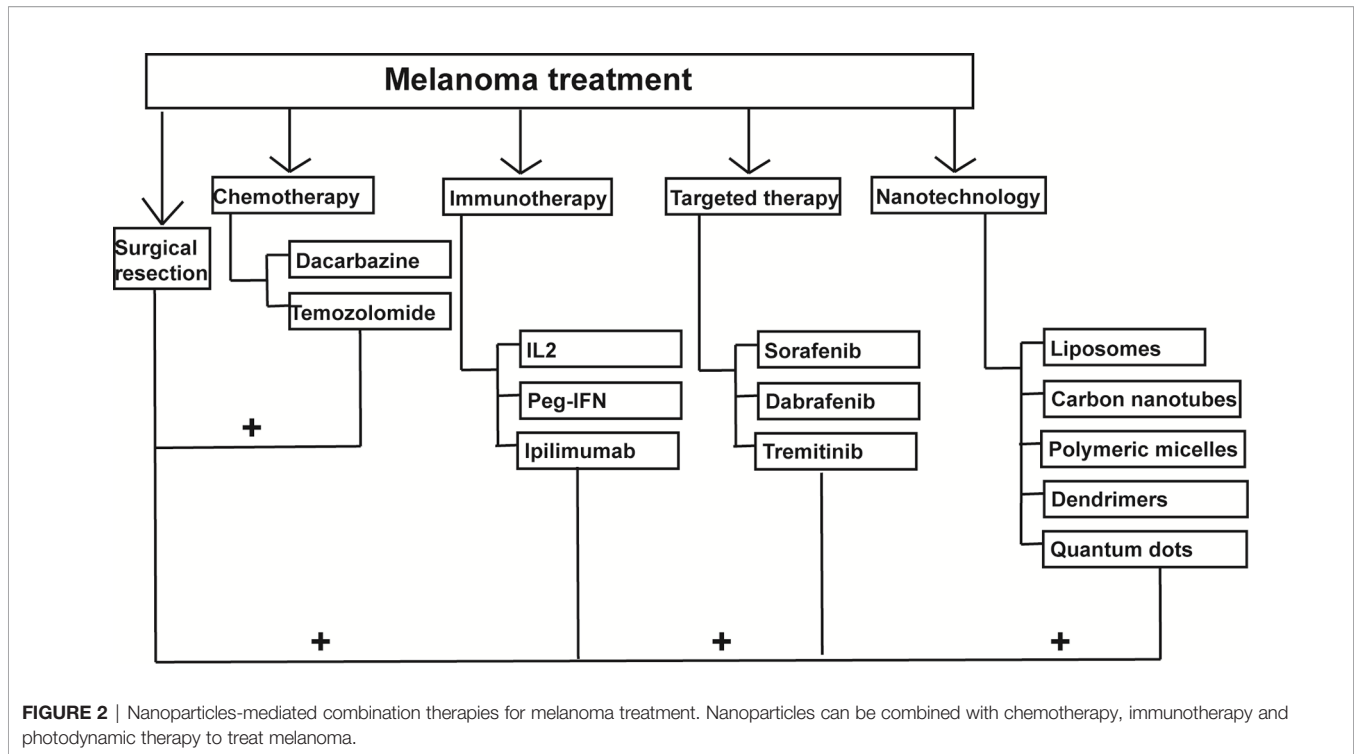 Melanoma treatment
Chemotherapy
Immunotherapy
Targeted therapy
Nanotechnology
Surgical
resection
Dacarbazine
Temozolomide
IL2
Peg-IFN
Ipilimumab
Sorafenib
Dabrafenib
Tremitinib
Liposomes
Carbon nanotubes
Polymeric micelles
Dendrimers
Quantum dots
+
+
+
+
FIGURE 2 | Nanoparticles-mediated combination therapies for melanoma treatment. Nanoparticles can be combined with chemotherapy, immunotherapy and
photodynamic therapy to treat melanoma.